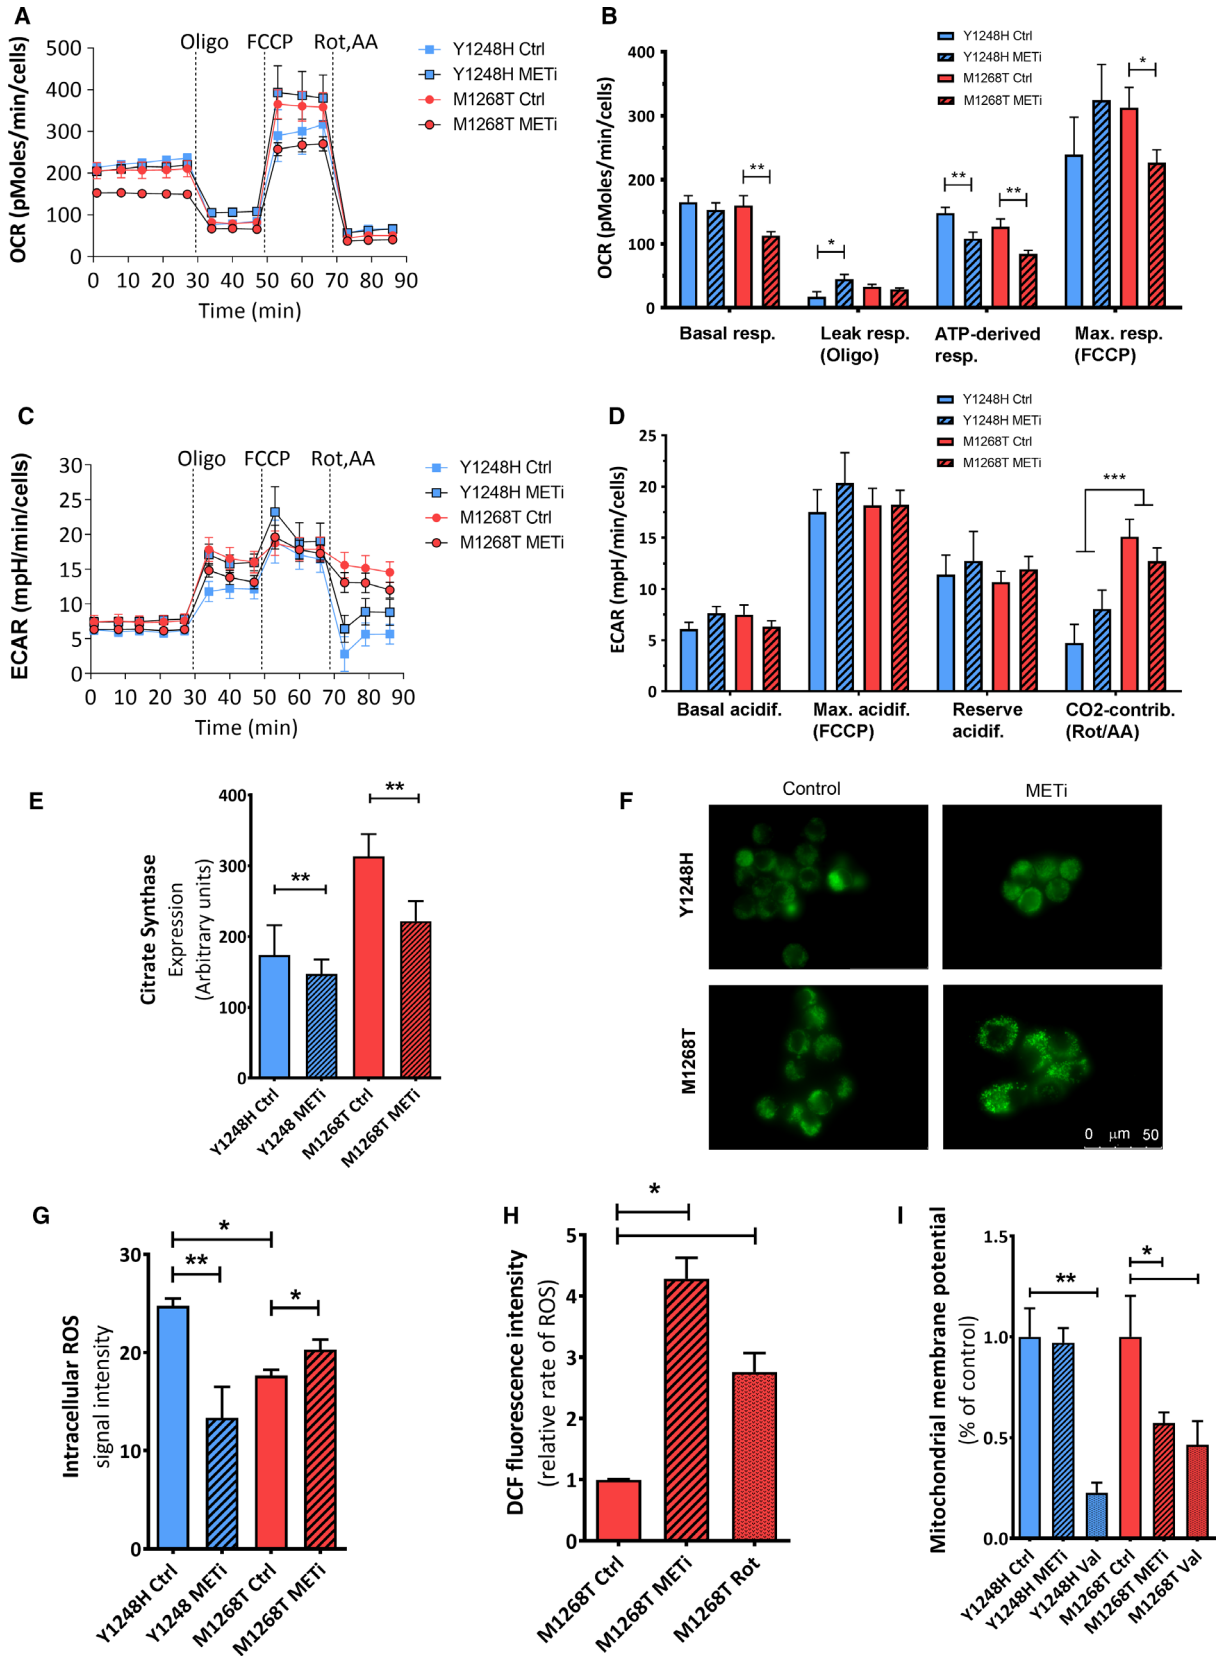 A
OCR (pMoles/min/cells)
500
400
300
200
100
0
Oligo FCCP Rot,AA
0 10 20 30 40 50 60 70 80 90
Time (min)
Y1248H Ctrl
Y1248H METi
M1268T Ctrl
M1268T METi
B
OCR (pMoles/min/cells)
400
300
200
100
0
Y1248H Ctrl
Y1248H METi
M1268T Ctrl
M1268T METi
**
*
**
**
*
Basal resp.
Leak resp.
(Oligo)
ATP-derived
resp.
Max. resp.
(FCCP)
C
ECAR (mpH/min/cells)
30
25
20
15
10
5
0
Oligo FCCP Rot,AA
0 10 20 30 40 50 60 70 80 90
Time (min)
Y1248H Ctrl
Y1248H METi
M1268T Ctrl
M1268T METi
D
ECAR (mpH/min/cells)
25
20
15
10
5
0
Y1248H Ctrl
Y1248H METi
M1268T Ctrl
M1268T METi
***
Basal acidif.
Max. acidif.
(FCCP)
Reserve
acidif.
CO2-contrib.
(Rot/AA)
E
Citrate Synthase
Expression
(Arbitrary units)
400
300
200
100
0
**
**
Y1248H Ctrl
Y1248 METi
M1268T Ctrl
M1268T METi
F
Control
METi
Y1248H
M1268T
0 μm 50
G
Intracellular ROS
signal intensity
30
20
10
0
*
**
*
Y1248H Ctrl
Y1248 METi
M1268T Ctrl
M1268T METi
H
DCF fluorescence intensity
(relative rate of ROS)
5
4
3
2
1
0
*
M1268T Ctrl
M1268T METi
M1268T Rot
I
Mitochondrial membrane potential
(% of control)
1.5
1.0
0.5
0.0
**
*
Y1248H Ctrl
Y1248H METi
Y1248H Val
M1268T Ctrl
M1268T METi
M1268T Val